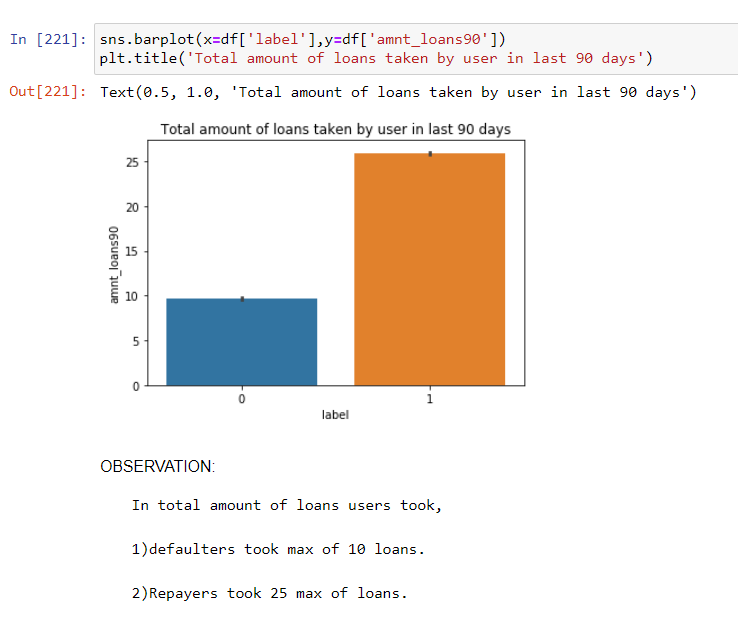 In [221]: sns.barplot(x=df['label'],y=df['amnt_loans90'])
plt.title('Total amount of loans taken by user in last 90 days')
Out[221]: Text(0.5, 1.0, 'Total amount of loans taken by user in last 90 days')
Total amount of loans taken by user in last 90 days
25
20
15
10
5
0
amnt_loans90
0 1
label
OBSERVATION:
In total amount of loans users took,
1)defaulters took max of 10 loans.
2)Repayers took 25 max of loans.